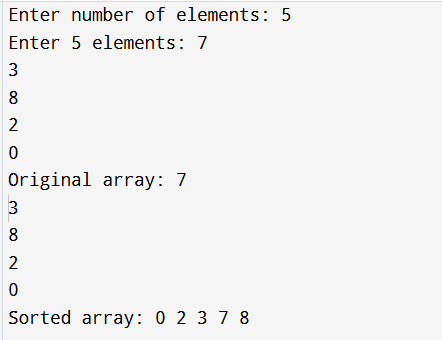 Enter number of elements: 5
Enter 5 elements: 7
3
8
2
0
Original array: 7
3
8
2
0
Sorted array: 0 2 3 7 8